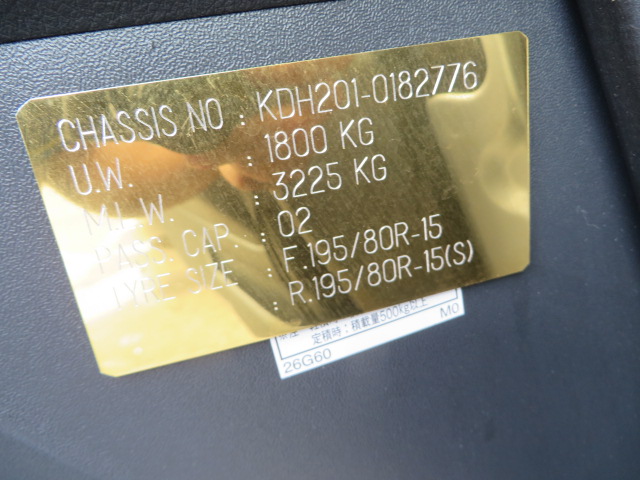 CHASSIS NO : KDH201-0182776
U.W. : 1800 KG
M.L.W. : 3225 KG
PASS. CAP. : 02
TYRE SIZE : F.195/80R-15
: R.195/80R-15(S)
定積時:積載量500kg以上
26G60 M0